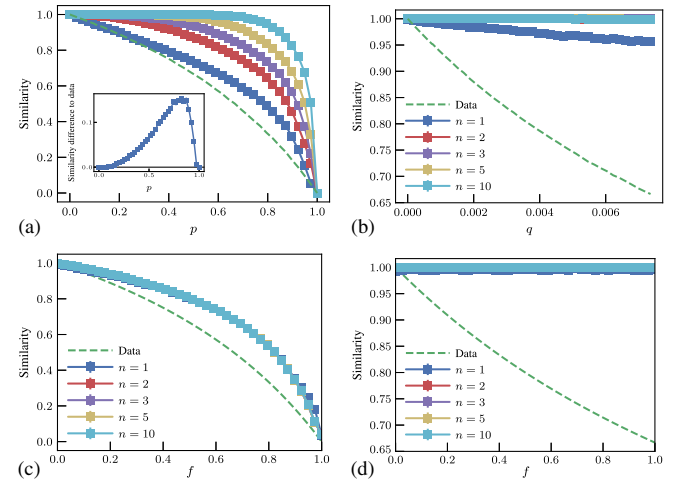 1.0
0.8
0.6
0.4
0.2
0.0
Similarity
Similarity difference to data
0.1
0.0
0.0
0.5
1.0
p
0.0 0.2 0.4 0.6 0.8 1.0
p
(a)
1.00
0.95
0.90
0.85
0.80
0.75
0.70
0.65
Similarity
Data
n = 1
n = 2
n = 3
n = 5
n = 10
0.000 0.002 0.004 0.006
q
(b)
1.0
0.8
0.6
0.4
0.2
0.0
Similarity
Data
n = 1
n = 2
n = 3
n = 5
n = 10
0.0 0.2 0.4 0.6 0.8 1.0
f
(c)
1.00
0.95
0.90
0.85
0.80
0.75
0.70
0.65
Similarity
Data
n = 1
n = 2
n = 3
n = 5
n = 10
0.0 0.2 0.4 0.6 0.8 1.0
f
(d)